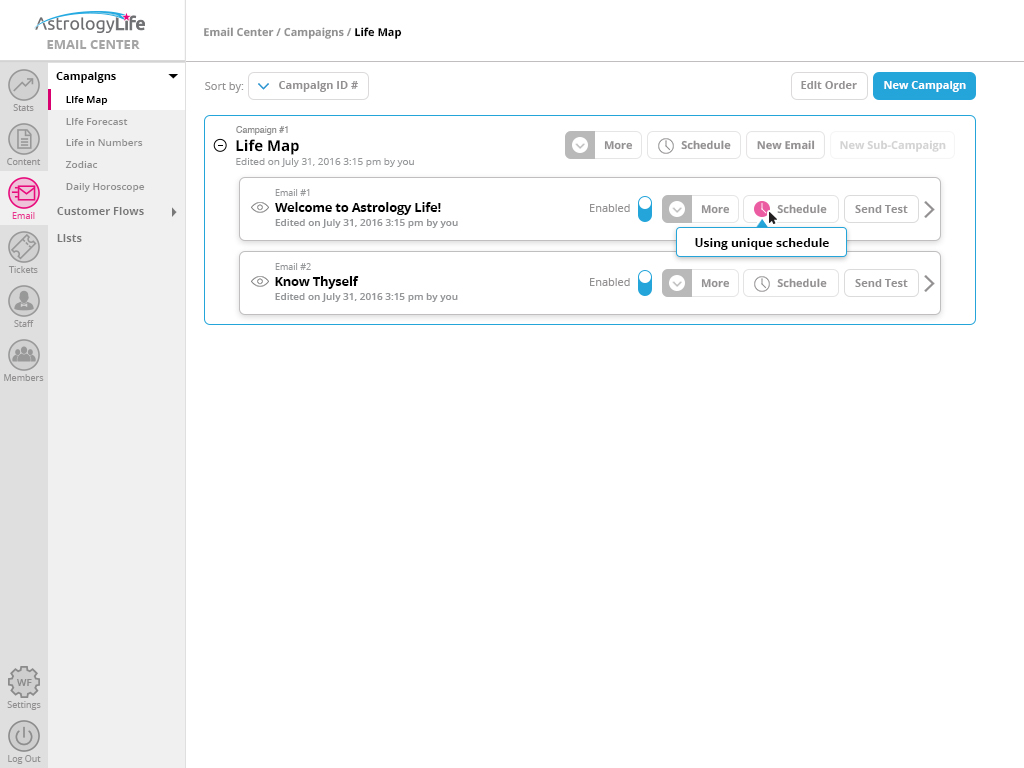 AstrologyLife
EMAIL CENTER
Stats
Content
Email
Tickets
Staff
Members
WF
Settings
Log Out
Campaigns
LIfe Map
LIfe Forecast
Life in Numbers
Zodiac
Daily Horoscope
Customer Flows
Lists
Email Center / Campaigns / Life Map
Sort by: Campaign ID #
Edit Order New Campaign
Campaign #1
Life Map
Edited on July 31, 2016 3:15 pm by you
More Schedule New Email New Sub-Campaign
Email #1
Welcome to Astrology Life!
Edited on July 31, 2016 3:15 pm by you
Enabled More Schedule Send Test
Using unique schedule
Email #2
Know Thyself
Edited on July 31, 2016 3:15 pm by you
Enabled More Schedule Send Test